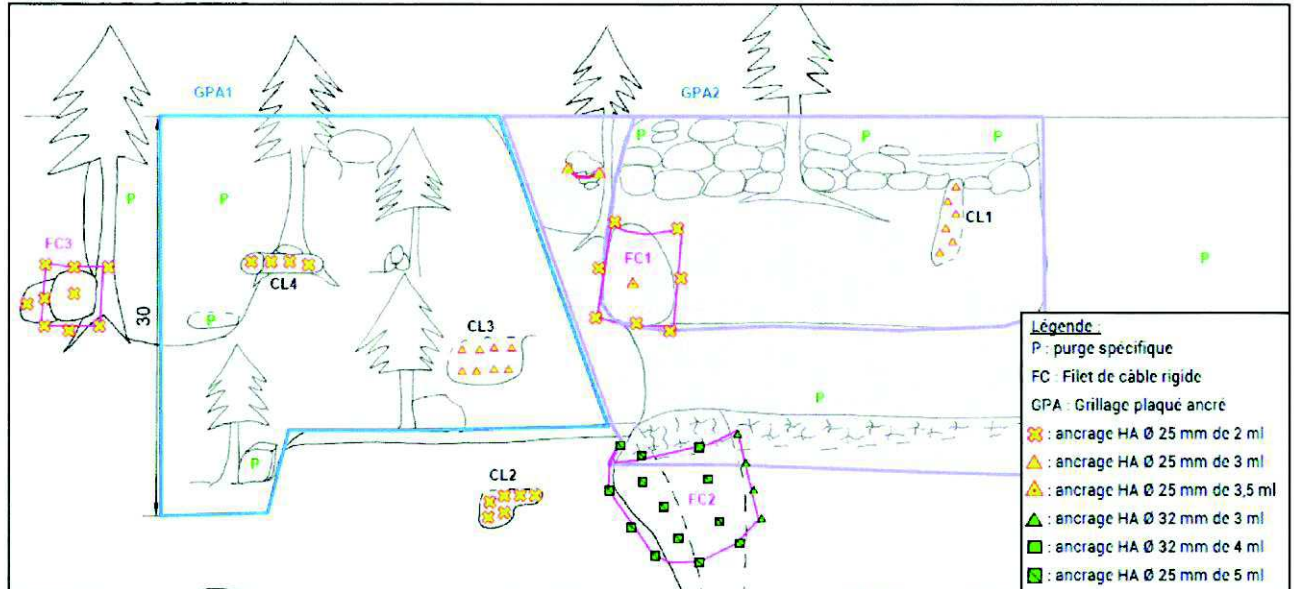 GPA1
GPA2
P
P
P
P
P
CL1
FC3
FC1
P
CL4
30
P
CL3
P
P
CL2
FC2
Légende :
P : purge spécifique
FC : Filet de câble rigide
GPA : Grillage plaqué ancré
: ancrage HA Ø 25 mm de 2 ml
: ancrage HA Ø 25 mm de 3 ml
: ancrage HA Ø 25 mm de 3,5 ml
: ancrage HA Ø 32 mm de 3 ml
: ancrage HA Ø 32 mm de 4 ml
: ancrage HA Ø 25 mm de 5 ml